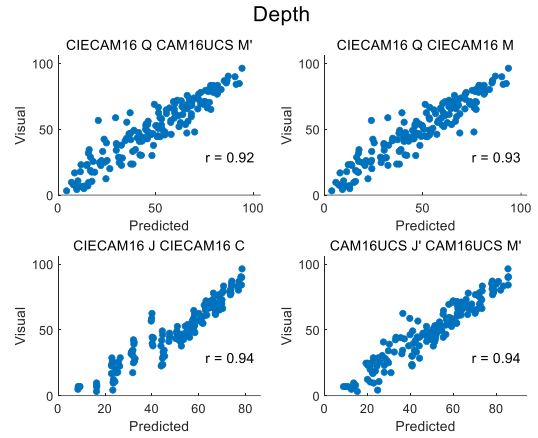 Depth
CIECAM16 Q CAM16UCS M'
100
50
0
Visual
r = 0.92
0
50
100
Predicted
CIECAM16 Q CIECAM16 M
100
50
0
Visual
r = 0.93
0
50
100
Predicted
CIECAM16 J CIECAM16 C
100
50
0
Visual
r = 0.94
0
20
40
60
80
Predicted
CAM16UCS J' CAM16UCS M'
100
50
0
Visual
r = 0.94
0
20
40
60
80
Predicted